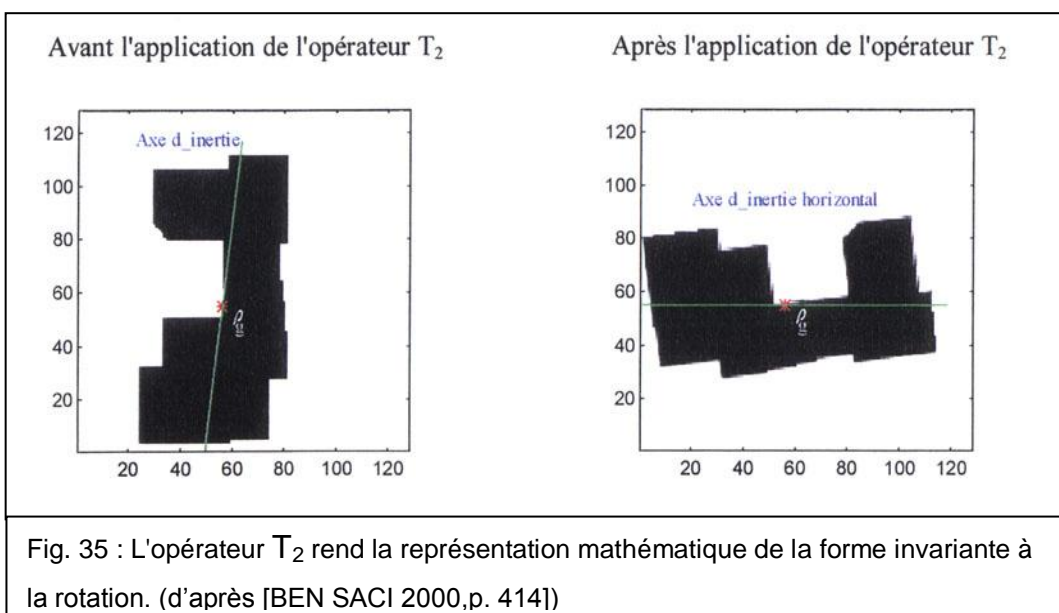 Avant l'application de l'opérateur T2
Après l'application de l'opérateur T2
120
100
80
60
40
20
20 40 60 80 100 120
Axe d_inertie
ρg
120
100
80
60
40
20
20 40 60 80 100 120
Axe d_inertie horizontal
ρg
Fig. 35 : L'opérateur T2 rend la représentation mathématique de la forme invariante à
la rotation. (d’après [BEN SACI 2000,p. 414])